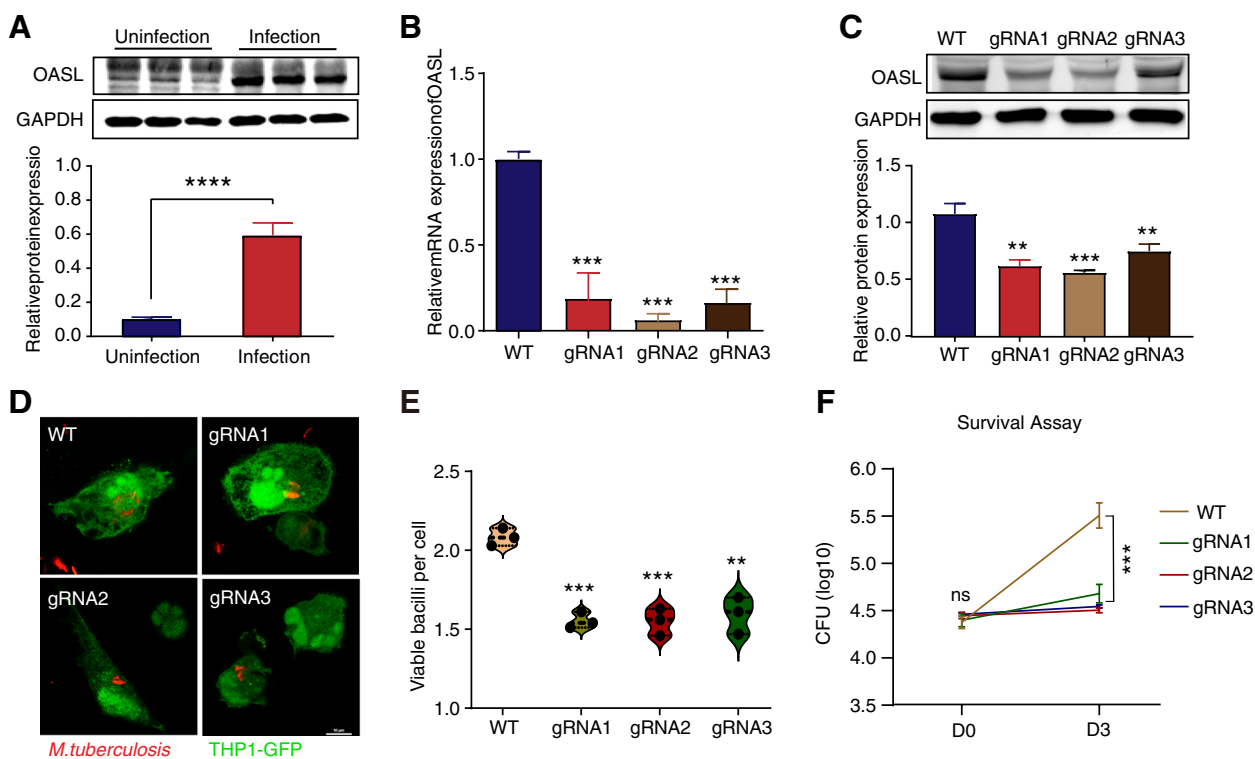 A
Uninfection Infection
OASL
GAPDH
Relativeproteinexpressio
1.0
0.8
0.6
0.4
0.2
0.0
****
Uninfection Infection
B
RelativemRNA expressionofOASL
1.5
1.0
0.5
0.0
***
***
***
WT gRNA1 gRNA2 gRNA3
C
WT gRNA1 gRNA2 gRNA3
OASL
GAPDH
Relative protein expression
1.5
1.0
0.5
0.0
**
***
**
WT gRNA1 gRNA2 gRNA3
D
WT
gRNA1
gRNA2
gRNA3
M.tuberculosis THP1-GFP
E
Viable bacilli per cell
2.5
2.0
1.5
1.0
***
***
**
WT gRNA1 gRNA2 gRNA3
F
Survival Assay
CFU (log10)
6.0
5.5
5.0
4.5
4.0
3.5
ns
***
D0 D3
WT
gRNA1
gRNA2
gRNA3